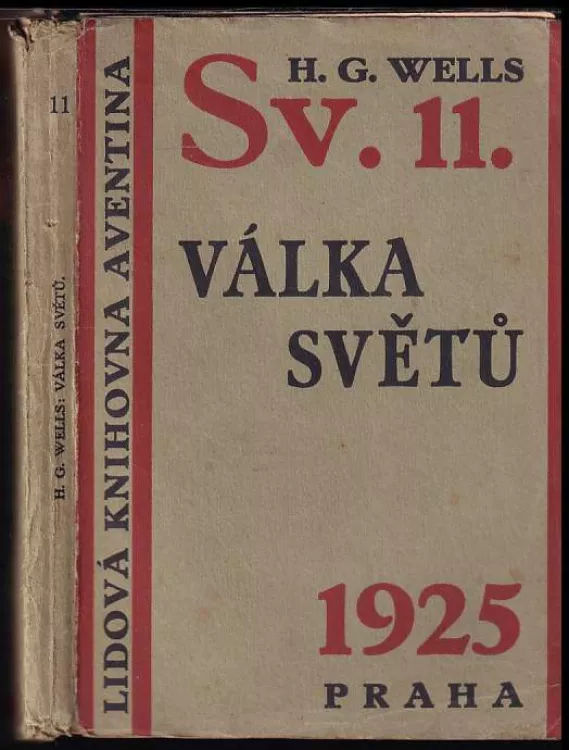 11
H. G. WELLS: VÁLKA SVĚTŮ.
LIDOVÁ KNIHOVNA AVENTINA
H. G. WELLS
Sv. 11.
VÁLKA
SVĚTŮ
1925
PRAHA